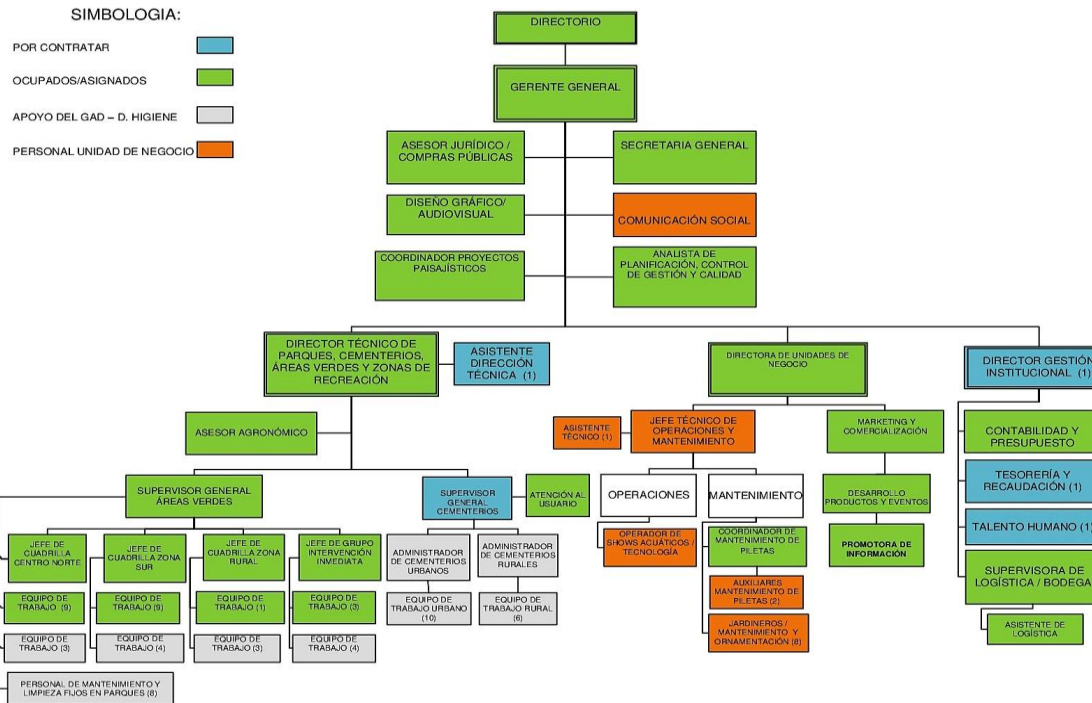 SIMBOLOGIA:
POR CONTRATAR
OCUPADOS/ASIGNADOS
APOYO DEL GAD – D. HIGIENE
PERSONAL UNIDAD DE NEGOCIO
DIRECTORIO
GERENTE GENERAL
ASESOR JURÍDICO /
COMPRAS PÚBLICAS
SECRETARIA GENERAL
DISEÑO GRÁFICO/
AUDIOVISUAL
COMUNICACIÓN SOCIAL
COORDINADOR PROYECTOS
PAISAJÍSTICOS
ANALISTA DE
PLANIFICACIÓN, CONTROL
DE GESTIÓN Y CALIDAD
DIRECTOR TÉCNICO DE
PARQUES, CEMENTERIOS,
ÁREAS VERDES Y ZONAS DE
RECREACIÓN
ASISTENTE
DIRECCIÓN
TÉCNICA (1)
DIRECTORA DE UNIDADES DE
NEGOCIO
DIRECTOR GESTIÓN
INSTITUCIONAL (1)
ASESOR AGRONÓMICO
ASISTENTE
TÉCNICO (1)
JEFE TÉCNICO DE
OPERACIONES Y
MANTENIMIENTO
MARKETING Y
COMERCIALIZACIÓN
CONTABILIDAD Y
PRESUPUESTO
SUPERVISOR GENERAL
ÁREAS VERDES
SUPERVISOR
GENERAL
CEMENTERIOS
ATENCIÓN AL
USUARIO
OPERACIONES
MANTENIMIENTO
DESARROLLO
PRODUCTOS Y EVENTOS
TESORERÍA Y
RECAUDACIÓN (1)
JEFE DE
CUADRILLA
CENTRO NORTE
JEFE DE
CUADRILLA ZONA
SUR
JEFE DE
CUADRILLA ZONA
RURAL
JEFE DE GRUPO
INTERVENCIÓN
INMEDIATA
ADMINISTRADOR
DE CEMENTERIOS
URBANOS
ADMINISTRADOR
DE CEMENTERIOS
RURALES
OPERADOR DE
SHOWS ACUÁTICOS /
TECNOLOGÍA
COORDINADOR DE
MANTENIMIENTO DE
PILETAS
PROMOTORA DE
INFORMACIÓN
TALENTO HUMANO (1)
EQUIPO DE
TRABAJO (9)
EQUIPO DE
TRABAJO (9)
EQUIPO DE
TRABAJO (1)
EQUIPO DE
TRABAJO (3)
EQUIPO DE
TRABAJO URBANO
(10)
EQUIPO DE
TRABAJO RURAL
(6)
AUXILIARES
MANTENIMIENTO DE
PILETAS (2)
SUPERVISORA DE
LOGÍSTICA / BODEGA
EQUIPO DE
TRABAJO (3)
EQUIPO DE
TRABAJO (4)
EQUIPO DE
TRABAJO (3)
EQUIPO DE
TRABAJO (4)
JARDINEROS /
MANTENIMIENTO Y
ORNAMENTACIÓN (8)
ASISTENTE DE
LOGÍSTICA
PERSONAL DE MANTENIMIENTO Y
LIMPIEZA FIJOS EN PARQUES (8)